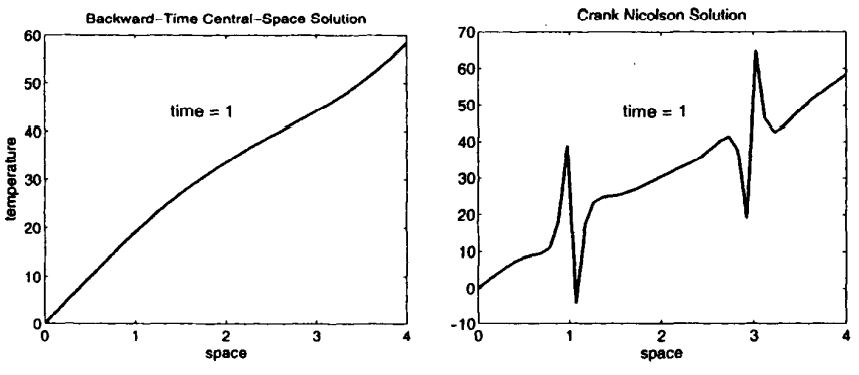 Backward-Time Central-Space Solution
60
50
40
30
20
10
0
temperature
time = 1
0 1 2 3 4
space
Crank Nicolson Solution
70
60
50
40
30
20
10
0
-10
time = 1
0 1 2 3 4
space